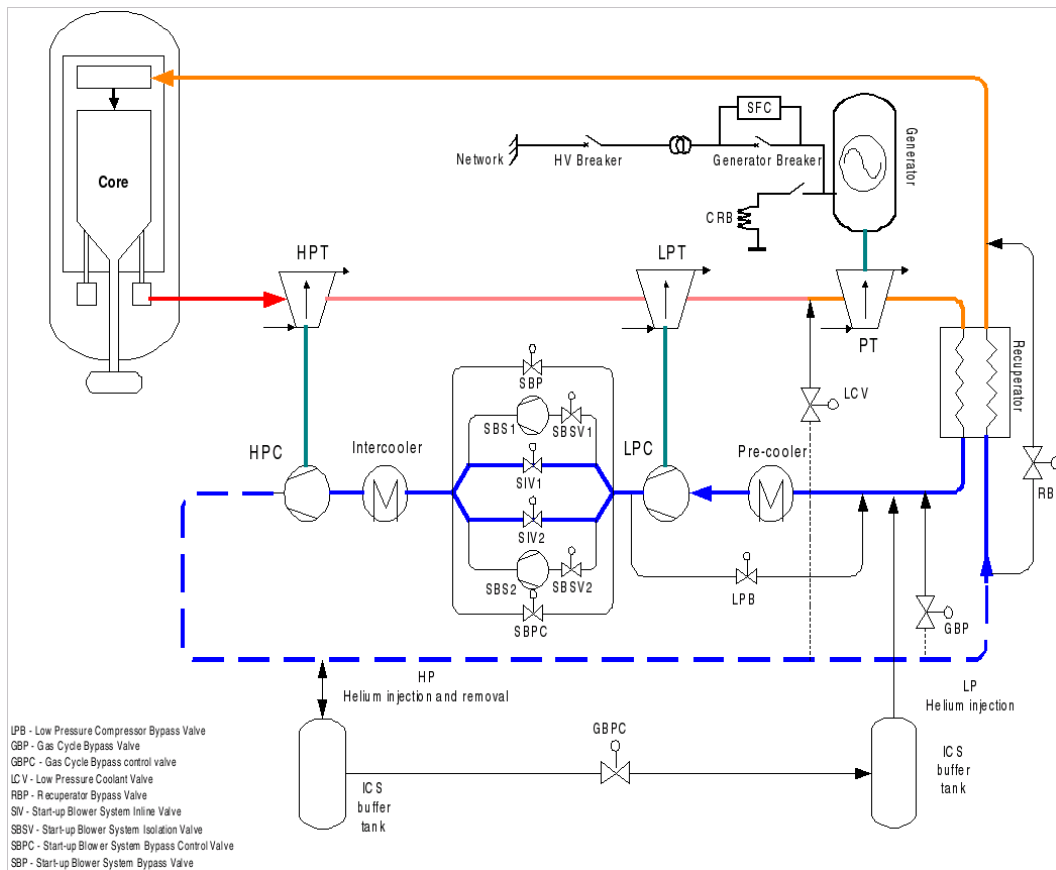 SFC
Generator
Network
HV Breaker
Generator Breaker
Core
CRB
HPT
LPT
PT
Recuperator
SBP
LCV
SBS1
SBSV1
HPC
Intercooler
LPC
Pre-cooler
SIV1
RB
SIV2
SBS2
SBSV2
LPB
SBPC
GBP
HP
Helium injection and removal
LP
Helium injection
GBPC
ICS
buffer
tank
ICS
buffer
tank
LPB - Low Pressure Compressor Bypass Valve
GBP - Gas Cycle Bypass Valve
GBPC - Gas Cycle Bypass control valve
LCV - Low Pressure Coolant Valve
RBP - Recuperator Bypass Valve
SIV - Start-up Blower System Inline Valve
SBSV - Start-up Blower System Isolation Valve
SBPC - Start-up Blower System Bypass Control Valve
SBP - Start-up Blower System Bypass Valve